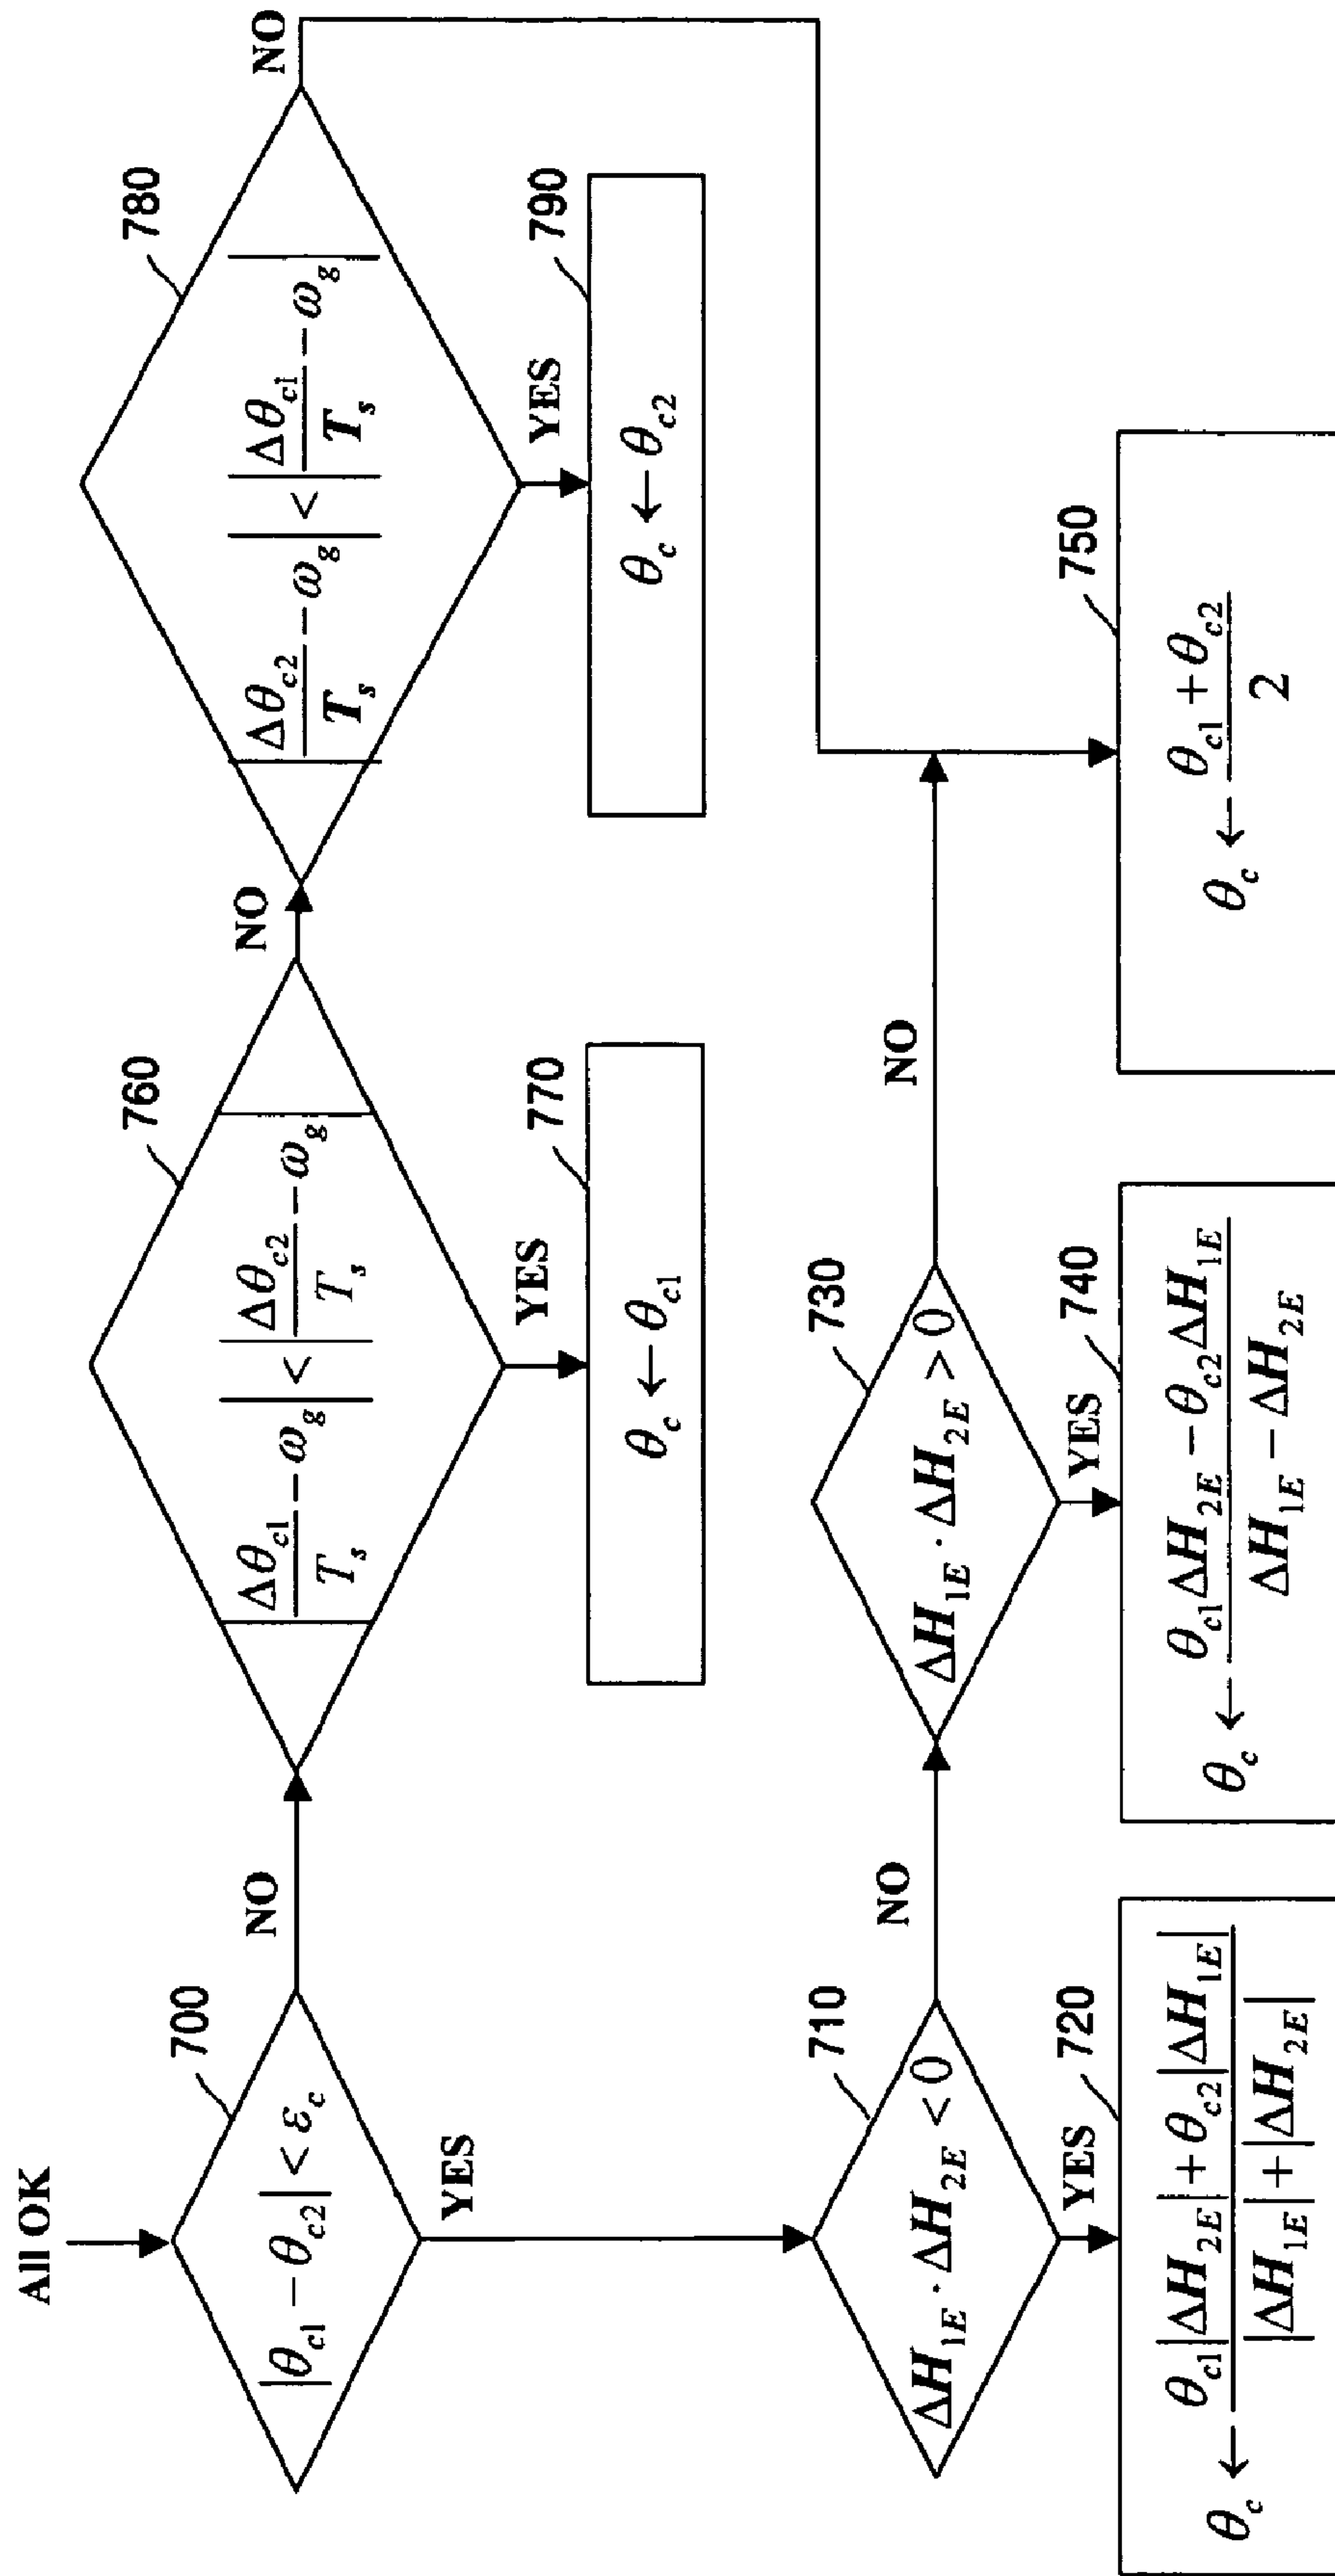 All OK
700
|θc1 − θc2| < εc
NO
YES
760
|Δθc1/Ts − ωg| < |Δθc2/Ts − ωg|
NO
YES
770
θc ← θc1
780
|Δθc2/Ts − ωg| < |Δθc1/Ts − ωg|
NO
YES
790
θc ← θc2
710
ΔH1E · ΔH2E < 0
NO
YES
720
θc ← (θc1|ΔH2E| + θc2|ΔH1E|) / (|ΔH1E| + |ΔH2E|)
730
ΔH1E · ΔH2E > 0
NO
YES
740
θc ← (θc1ΔH2E − θc2ΔH1E) / (ΔH1E − ΔH2E)
750
θc ← (θc1 + θc2) / 2